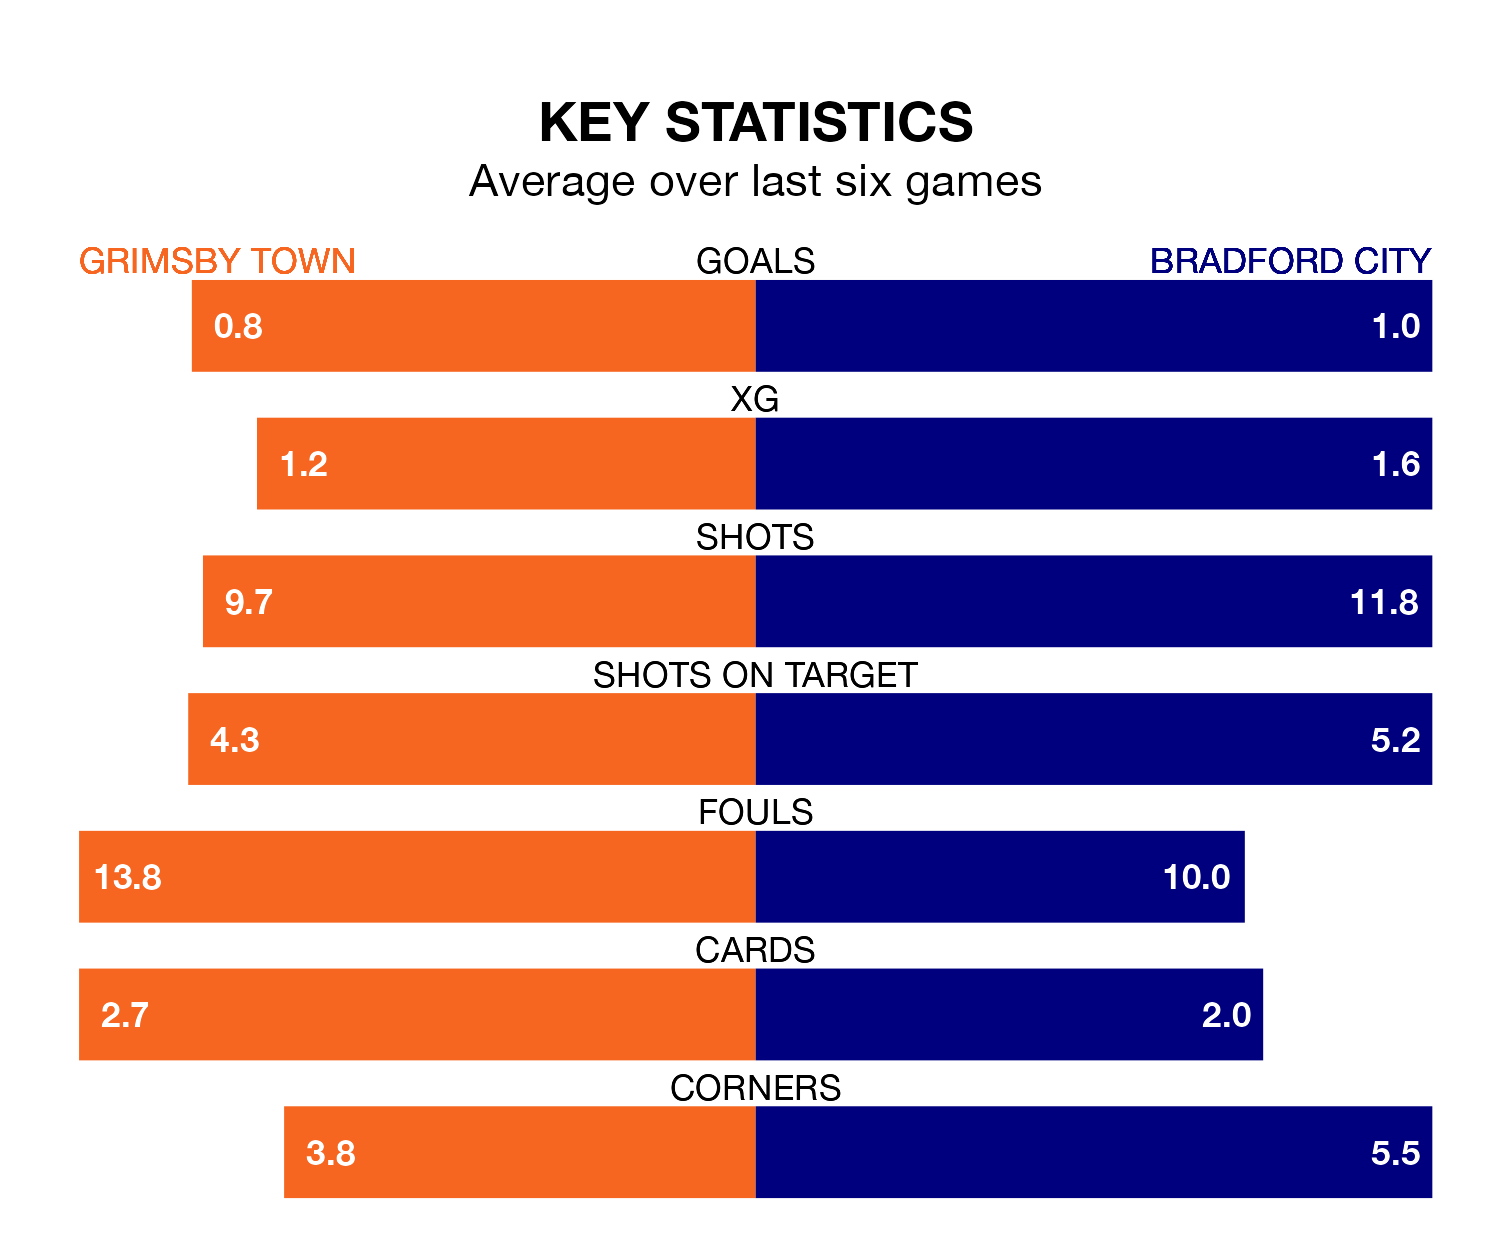 KEY STATISTICS
Average over last six games
GRIMSBY TOWN GOALS BRADFORD CITY
0.8 1.0
XG
1.2 1.6
SHOTS
9.7 11.8
SHOTS ON TARGET
4.3 5.2
FOULS
13.8 10.0
CARDS
2.7 2.0
CORNERS
3.8 5.5